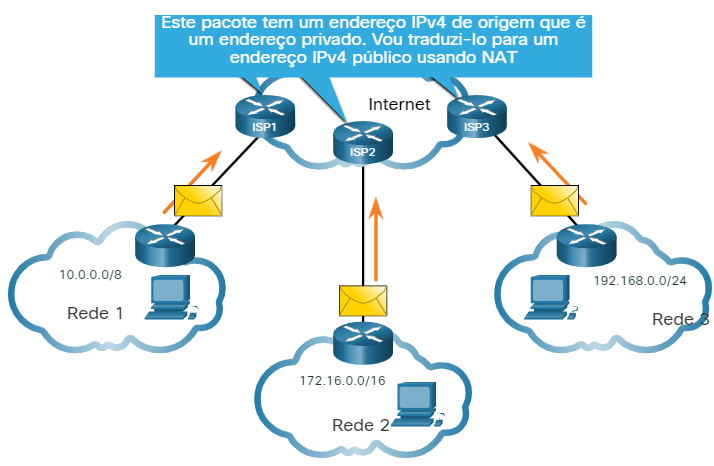 Este pacote tem um endereço IPv4 de origem que é
um endereço privado. Vou traduzi-lo para um
endereço IPv4 público usando NAT
Internet
ISP1
ISP2
ISP3
10.0.0.0/8
Rede 1
192.168.0.0/24
Rede 3
172.16.0.0/16
Rede 2